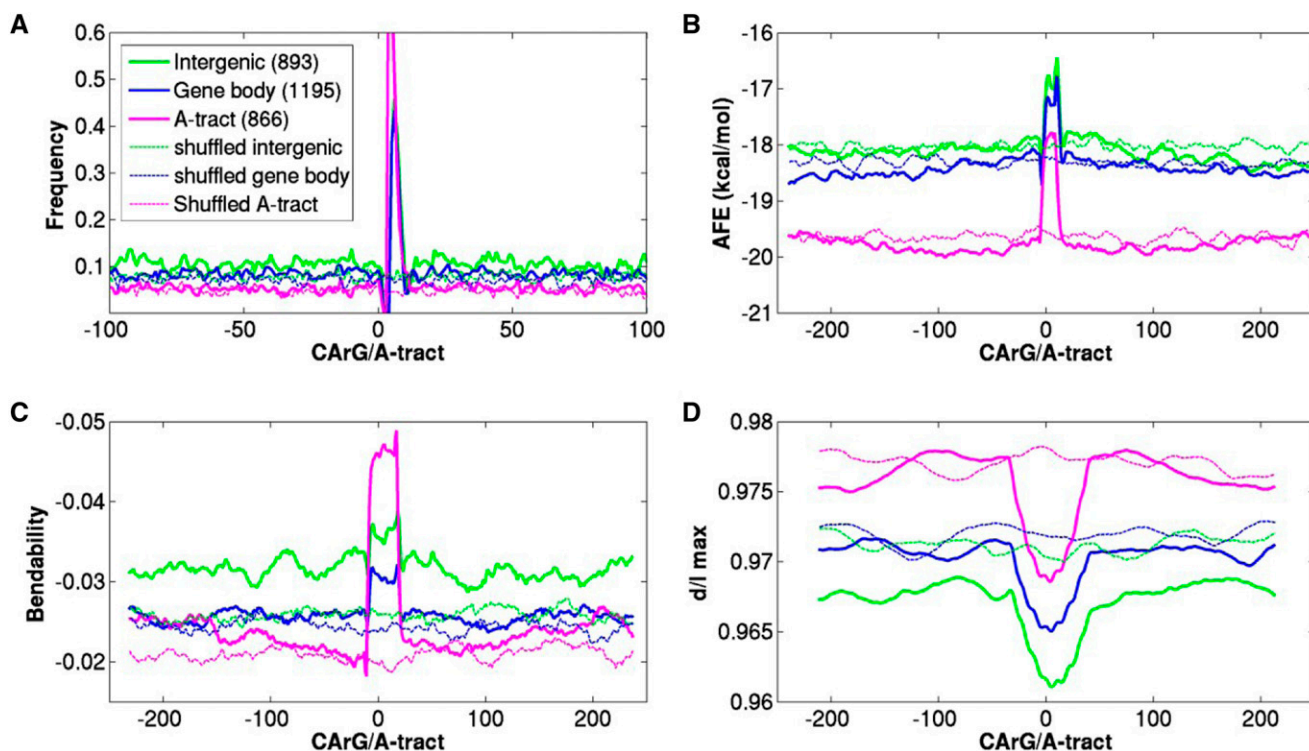 A
0.6
0.5
0.4
0.3
0.2
0.1
Frequency
Intergenic (893)
Gene body (1195)
A-tract (866)
shuffled intergenic
shuffled gene body
Shuffled A-tract
-100 -50 0 50 100
CArG/A-tract
B
-16
-17
-18
-19
-20
-21
AFE (kcal/mol)
-200 -100 0 100 200
CArG/A-tract
C
-0.05
-0.04
-0.03
-0.02
Bendability
-200 -100 0 100 200
CArG/A-tract
D
0.98
0.975
0.97
0.965
0.96
d/l max
-200 -100 0 100 200
CArG/A-tract